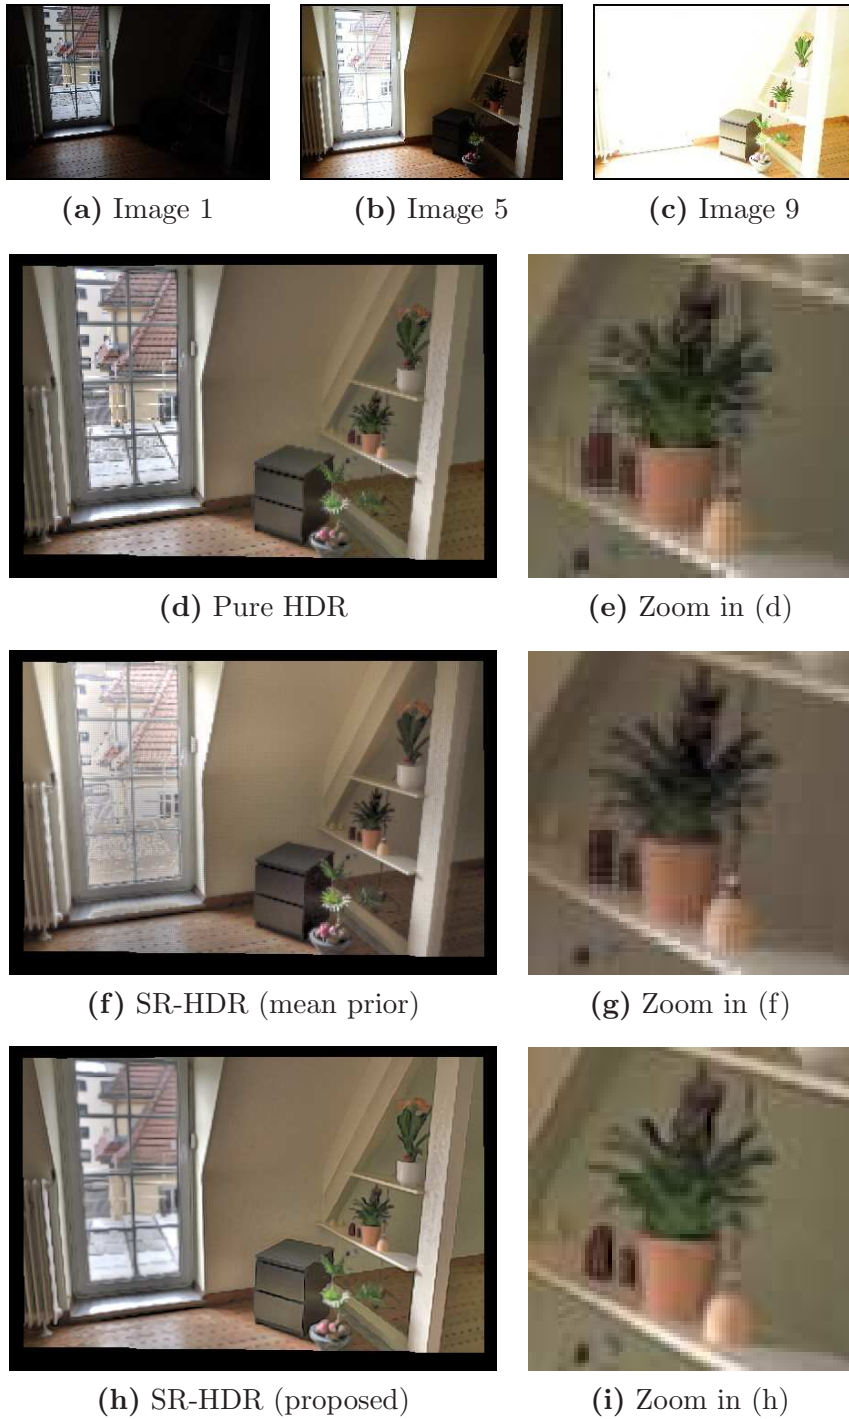 (a) Image 1
(b) Image 5
(c) Image 9
(d) Pure HDR
(e) Zoom in (d)
(f) SR-HDR (mean prior)
(g) Zoom in (f)
(h) SR-HDR (proposed)
(i) Zoom in (h)